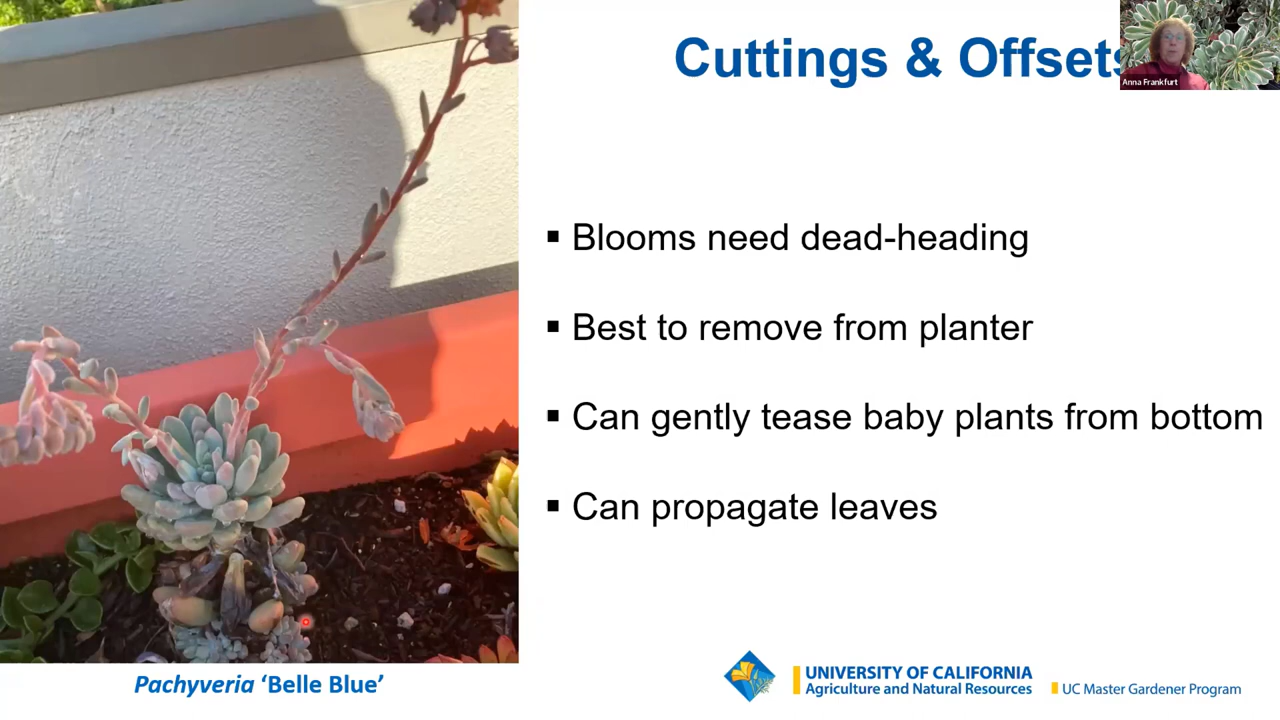 Cuttings & Offsets
Anna Frankfurt
▪ Blooms need dead-heading
▪ Best to remove from planter
▪ Can gently tease baby plants from bottom
▪ Can propagate leaves
Pachyveria ‘Belle Blue’
UNIVERSITY OF CALIFORNIA
Agriculture and Natural Resources
UC Master Gardener Program